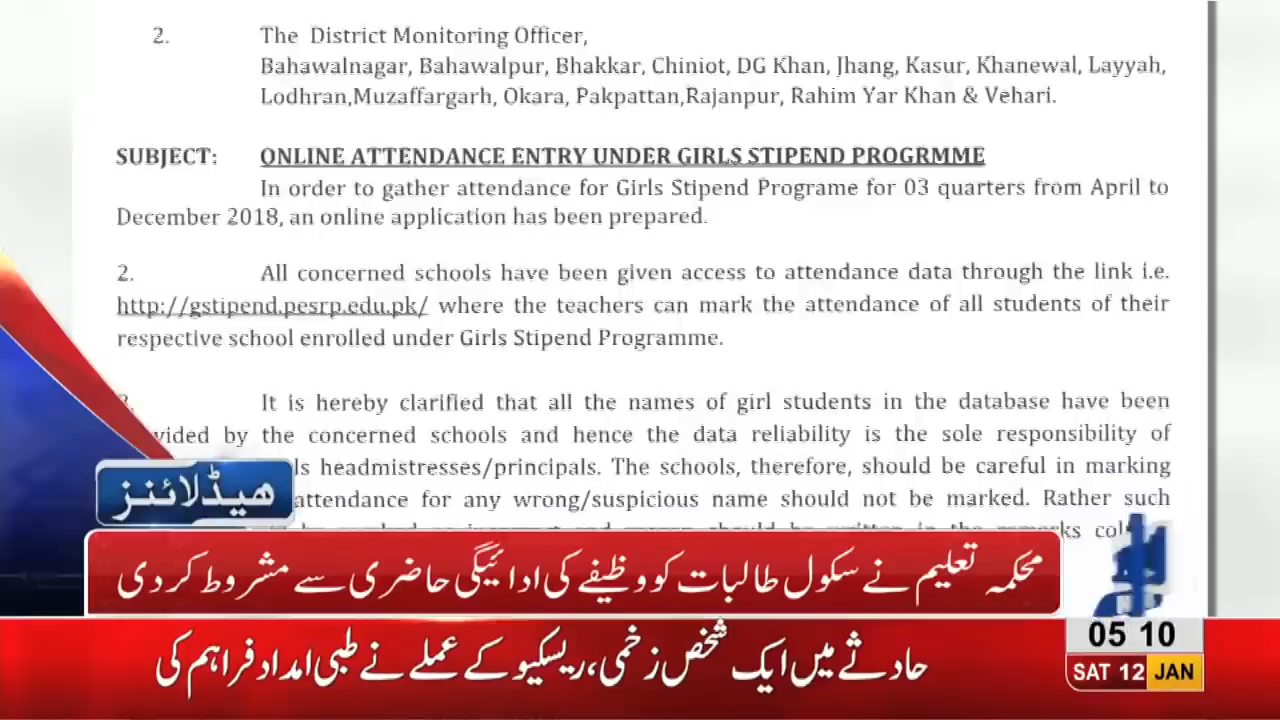 2. The District Monitoring Officer,
Bahawalnagar, Bahawalpur, Bhakkar, Chiniot, DG Khan, Jhang, Kasur, Khanewal, Layyah,
Lodhran,Muzaffargarh, Okara, Pakpattan,Rajanpur, Rahim Yar Khan & Vehari.
SUBJECT: ONLINE ATTENDANCE ENTRY UNDER GIRLS STIPEND PROGRMME
In order to gather attendance for Girls Stipend Programe for 03 quarters from April to
December 2018, an online application has been prepared.
2. All concerned schools have been given access to attendance data through the link i.e.
http://gstipend.pesrp.edu.pk/ where the teachers can mark the attendance of all students of their
respective school enrolled under Girls Stipend Programme.
3. It is hereby clarified that all the names of girl students in the database have been
vided by the concerned schools and hence the data reliability is the sole responsibility of
ls headmistresses/principals. The schools, therefore, should be careful in marking
attendance for any wrong/suspicious name should not be marked. Rather such
ھیڈلائنز
محکمہ تعلیم نے سکول طالبات کو وظیفے کی ادائیگی حاضری سے مشروط کر دی
حادثے میں ایک شخص زخمی، ریسکیو کے عملے نے طبی امداد فراہم کی
05 10
SAT 12 JAN